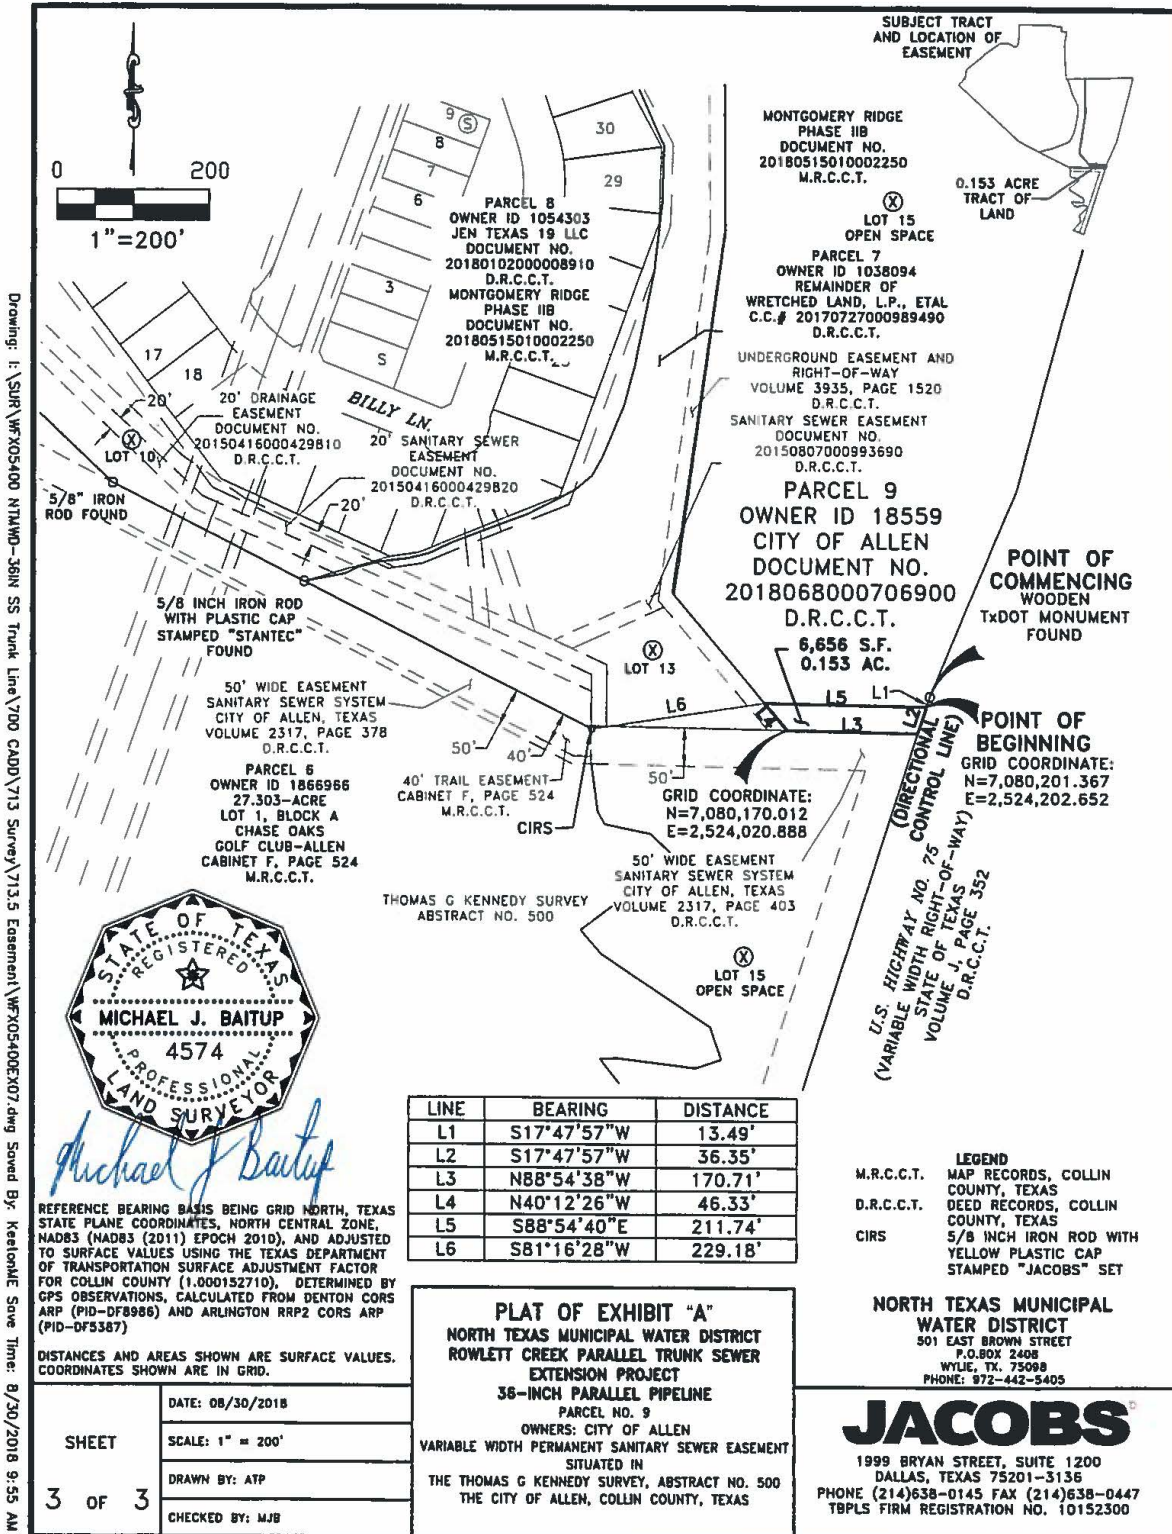 SUBJECT TRACT
AND LOCATION OF
EASEMENT
0.153 ACRE
TRACT OF
LAND
0 200
1"=200'
9 S
8
7
6
3
S
30
29
17
18
PARCEL 8
OWNER ID 1054303
JEN TEXAS 19 LLC
DOCUMENT NO.
20180102000008910
D.R.C.C.T.
MONTGOMERY RIDGE
PHASE IIB
DOCUMENT NO.
20180515010002250
M.R.C.C.T.
MONTGOMERY RIDGE
PHASE IIB
DOCUMENT NO.
20180515010002250
M.R.C.C.T.
X
LOT 15
OPEN SPACE
PARCEL 7
OWNER ID 1038094
REMAINDER OF
WRETCHED LAND, L.P., ETAL
C.C.# 20170727000989490
D.R.C.C.T.
UNDERGROUND EASEMENT AND
RIGHT-OF-WAY
VOLUME 3935, PAGE 1520
D.R.C.C.T.
SANITARY SEWER EASEMENT
DOCUMENT NO.
20150807000993690
D.R.C.C.T.
PARCEL 9
OWNER ID 18559
CITY OF ALLEN
DOCUMENT NO.
2018068000706900
D.R.C.C.T.
6,656 S.F.
0.153 AC.
BILLY LN.
20'
20' DRAINAGE
EASEMENT
DOCUMENT NO.
20150416000429810
D.R.C.C.T.
X
LOT 10
20' SANITARY SEWER
EASEMENT
DOCUMENT NO.
20150416000429820
D.R.C.C.T.
20'
5/8" IRON
ROD FOUND
5/8 INCH IRON ROD
WITH PLASTIC CAP
STAMPED "STANTEC"
FOUND
POINT OF
COMMENCING
WOODEN
TxDOT MONUMENT
FOUND
X
LOT 13
L6
L5
L1
L4
L3
L2
POINT OF
BEGINNING
GRID COORDINATE:
N=7,080,201.367
E=2,524,202.652
50' WIDE EASEMENT
SANITARY SEWER SYSTEM
CITY OF ALLEN, TEXAS
VOLUME 2317, PAGE 378
D.R.C.C.T.
PARCEL 6
OWNER ID 1866966
27.303-ACRE
LOT 1, BLOCK A
CHASE OAKS
GOLF CLUB-ALLEN
CABINET F, PAGE 524
M.R.C.C.T.
50'
40'
50'
40' TRAIL EASEMENT
CABINET F, PAGE 524
M.R.C.C.T.
CIRS
GRID COORDINATE:
N=7,080,170.012
E=2,524,020.888
(DIRECTIONAL
CONTROL LINE)
50' WIDE EASEMENT
SANITARY SEWER SYSTEM
CITY OF ALLEN, TEXAS
VOLUME 2317, PAGE 403
D.R.C.C.T.
THOMAS G KENNEDY SURVEY
ABSTRACT NO. 500
X
LOT 15
OPEN SPACE
U.S. HIGHWAY NO. 75
(VARIABLE WIDTH RIGHT-OF-WAY)
STATE OF TEXAS
VOLUME J, PAGE 352
D.R.C.C.T.
STATE OF TEXAS
REGISTERED
MICHAEL J. BAITUP
4574
PROFESSIONAL
LAND SURVEYOR
Michael J Baitup
LINE BEARING DISTANCE
L1 S17°47'57"W 13.49'
L2 S17°47'57"W 36.35'
L3 N88°54'38"W 170.71'
L4 N40°12'26"W 46.33'
L5 S88°54'40"E 211.74'
L6 S81°16'28"W 229.18'
LEGEND
M.R.C.C.T. MAP RECORDS, COLLIN
COUNTY, TEXAS
D.R.C.C.T. DEED RECORDS, COLLIN
COUNTY, TEXAS
CIRS 5/8 INCH IRON ROD WITH
YELLOW PLASTIC CAP
STAMPED "JACOBS" SET
REFERENCE BEARING BASIS BEING GRID NORTH, TEXAS
STATE PLANE COORDINATES, NORTH CENTRAL ZONE,
NAD83 (NAD83 (2011) EPOCH 2010), AND ADJUSTED
TO SURFACE VALUES USING THE TEXAS DEPARTMENT
OF TRANSPORTATION SURFACE ADJUSTMENT FACTOR
FOR COLLIN COUNTY (1.000152710), DETERMINED BY
GPS OBSERVATIONS, CALCULATED FROM DENTON CORS
ARP (PID-DF8986) AND ARLINGTON RRP2 CORS ARP
(PID-DF5387)
DISTANCES AND AREAS SHOWN ARE SURFACE VALUES.
COORDINATES SHOWN ARE IN GRID.
PLAT OF EXHIBIT "A"
NORTH TEXAS MUNICIPAL WATER DISTRICT
ROWLETT CREEK PARALLEL TRUNK SEWER
EXTENSION PROJECT
36-INCH PARALLEL PIPELINE
PARCEL NO. 9
OWNERS: CITY OF ALLEN
VARIABLE WIDTH PERMANENT SANITARY SEWER EASEMENT
SITUATED IN
THE THOMAS G KENNEDY SURVEY, ABSTRACT NO. 500
THE CITY OF ALLEN, COLLIN COUNTY, TEXAS
NORTH TEXAS MUNICIPAL
WATER DISTRICT
501 EAST BROWN STREET
P.O.BOX 2408
WYLIE, TX. 75098
PHONE: 972-442-5405
SHEET
3 OF 3
DATE: 08/30/2018
SCALE: 1" = 200'
DRAWN BY: ATP
CHECKED BY: MJB
JACOBS
1999 BRYAN STREET, SUITE 1200
DALLAS, TEXAS 75201-3136
PHONE (214)638-0145 FAX (214)638-0447
TBPLS FIRM REGISTRATION NO. 10152300
Drawing: I:\SUR\WFX05400 NTMWD-36IN SS Trunk Line\700 CADD\713 Survey\713.5 Easement\WFX05400EX07.dwg Saved By: KeetonME Save Time: 8/30/2018 9:55 AM